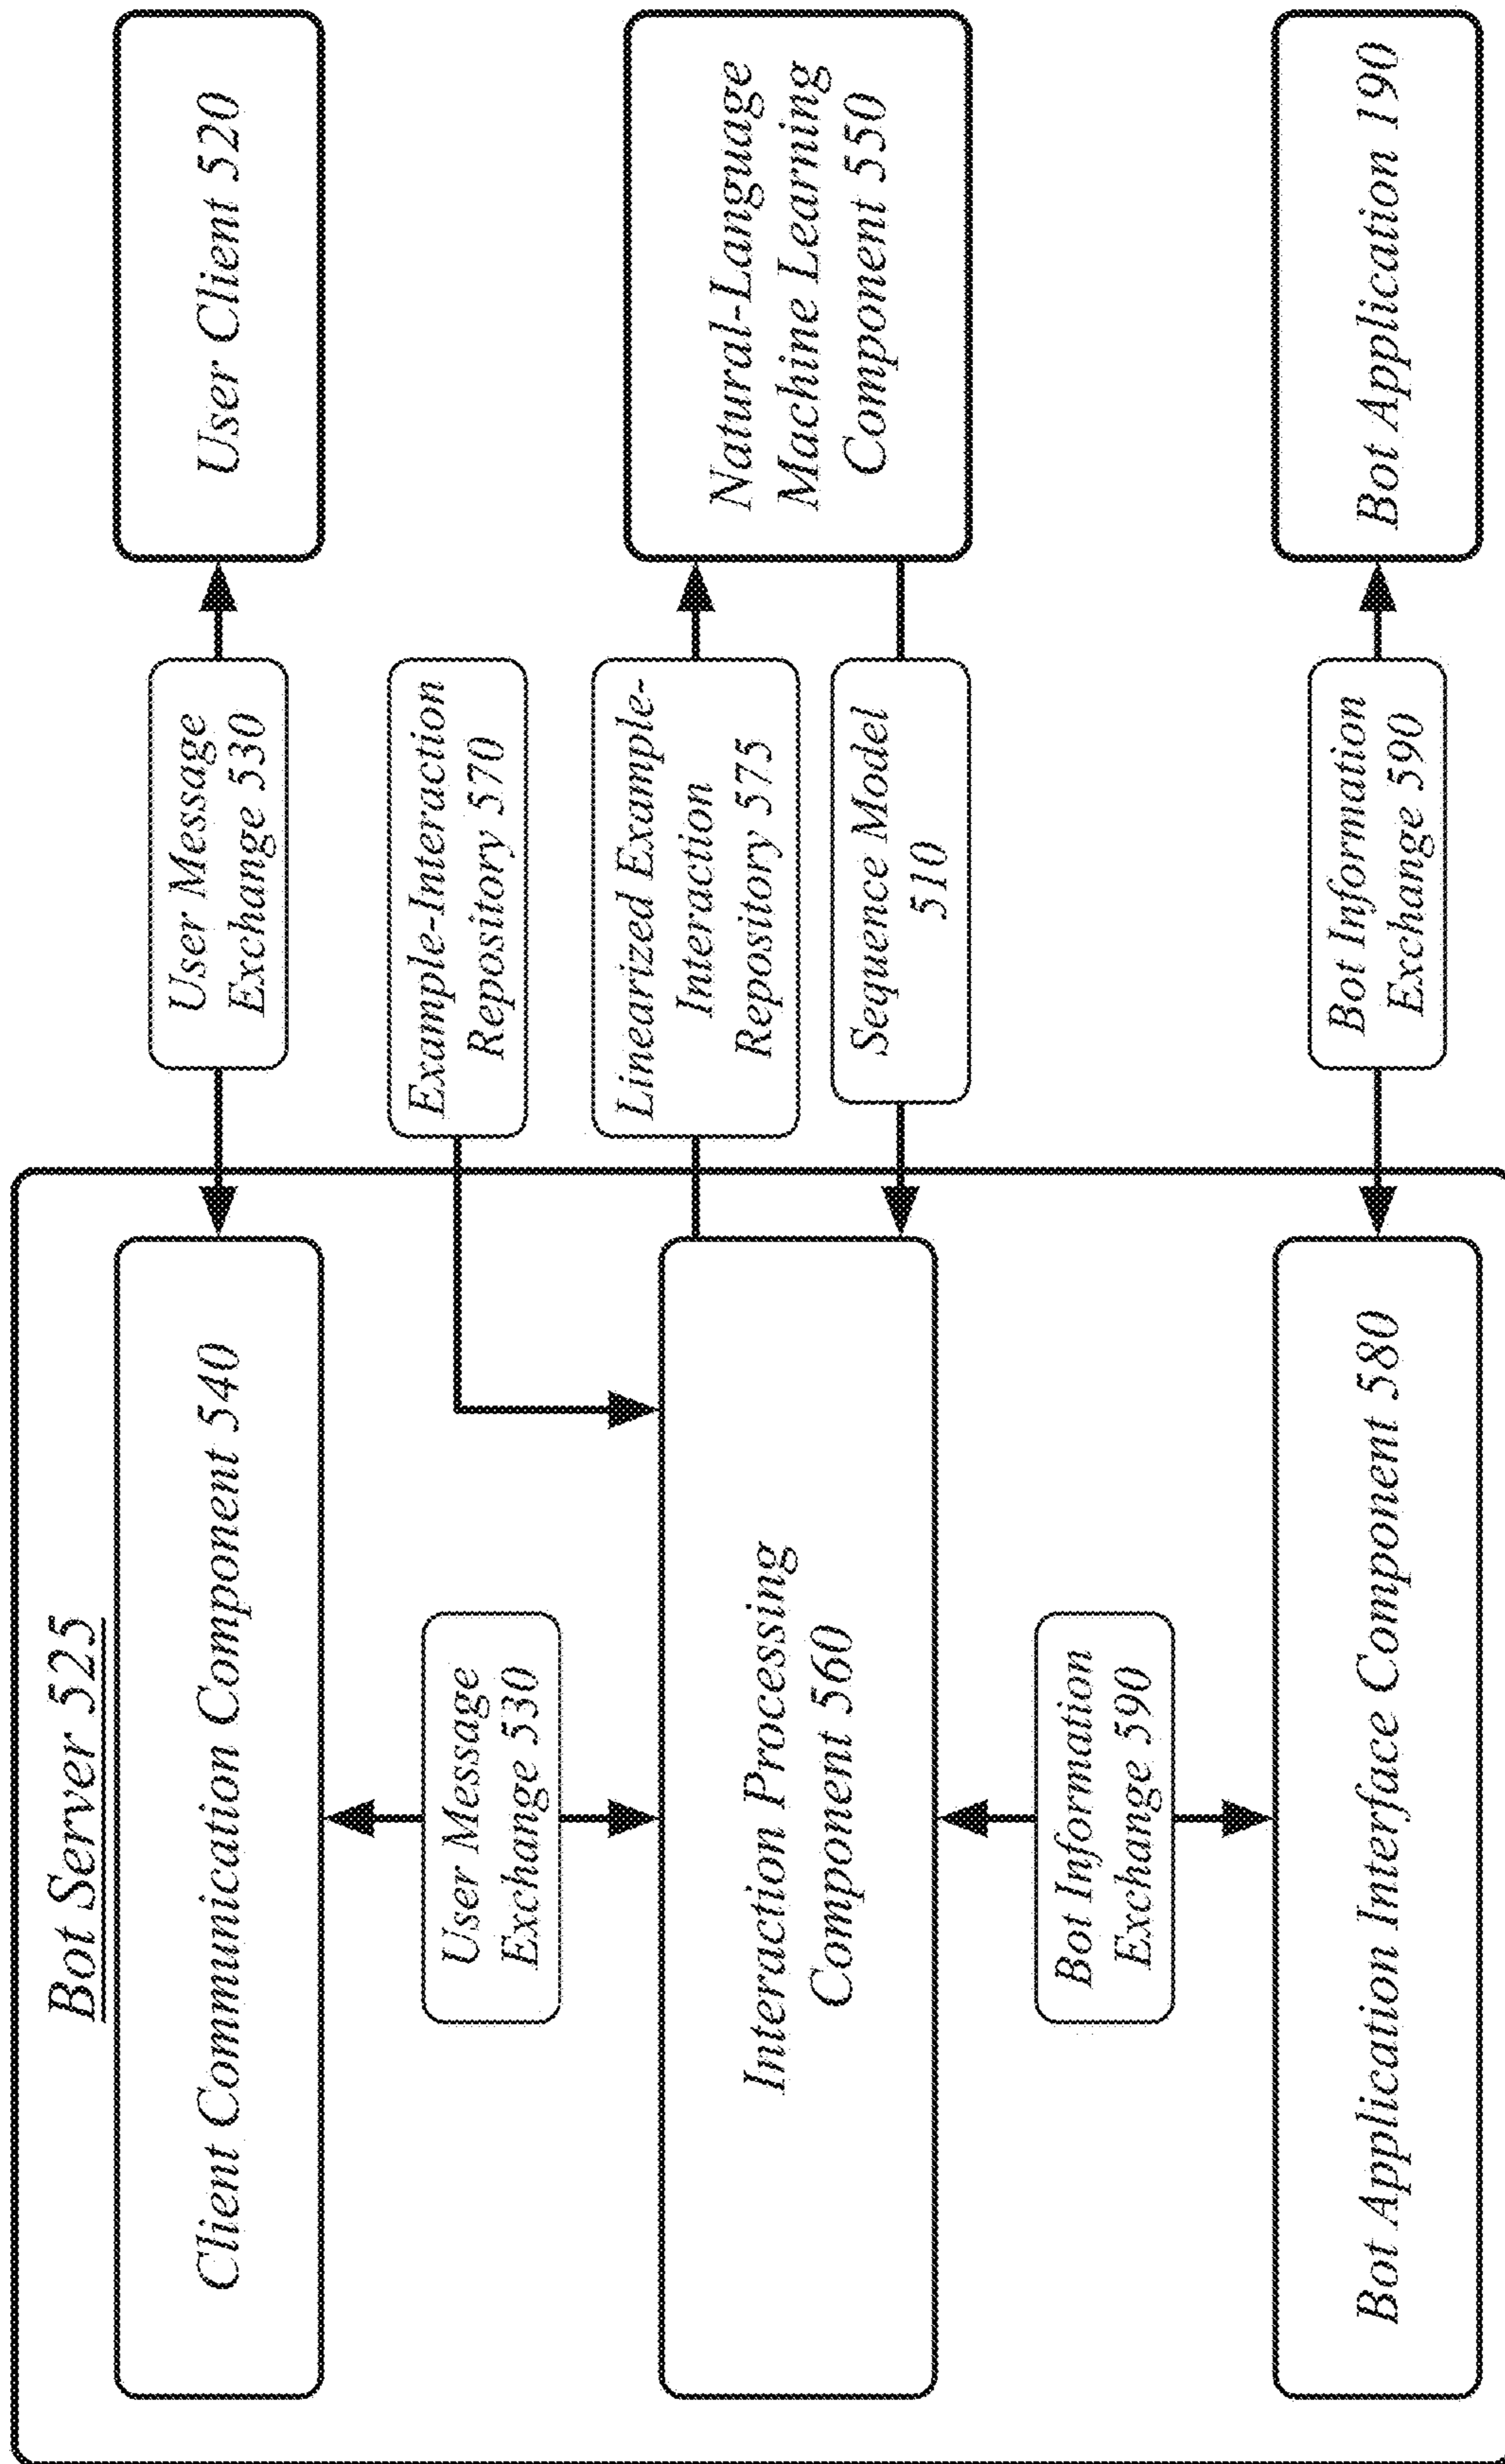 Bot Server 525
Client Communication Component 540
User Message
Exchange 530
User Client 520
User Message
Exchange 530
Example-Interaction
Repository 570
Interaction Processing
Component 560
Linearized Example-
Interaction
Repository 575
Sequence Model
510
Natural-Language
Machine Learning
Component 550
Bot Information
Exchange 590
Bot Application Interface Component 580
Bot Information
Exchange 590
Bot Application 190